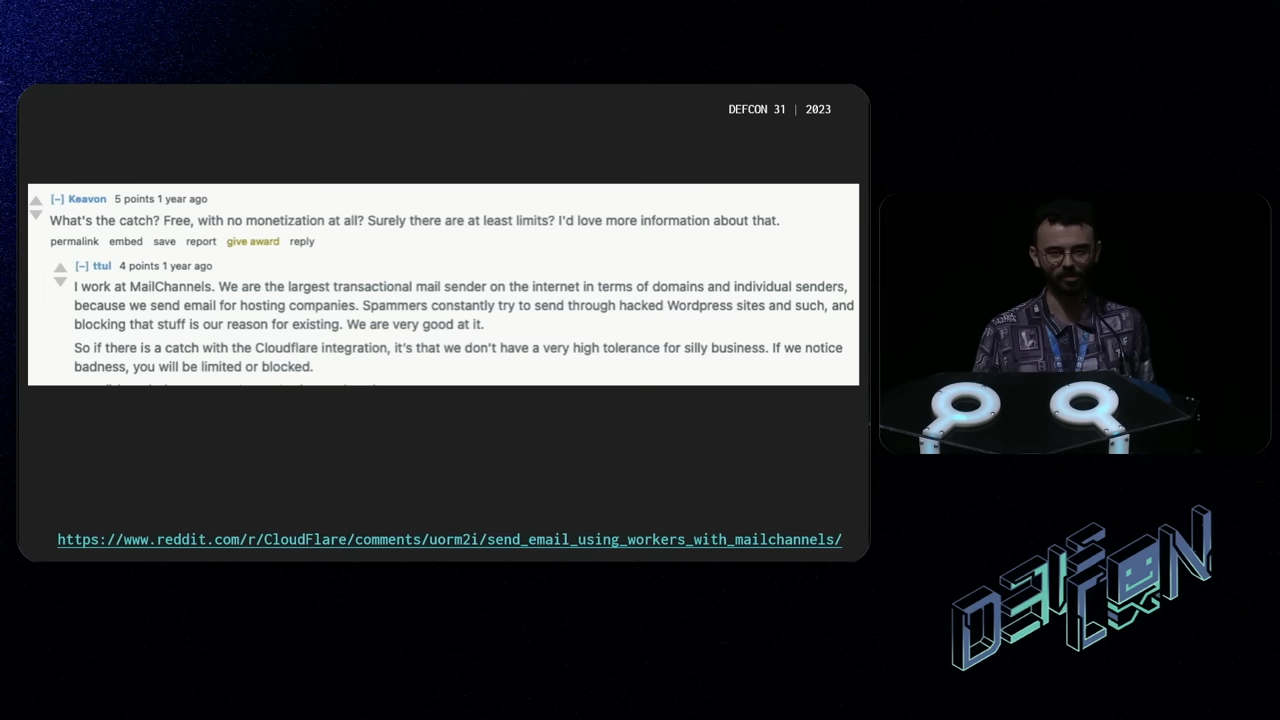 DEFCON 31 | 2023
[–] Keavon 5 points 1 year ago
What's the catch? Free, with no monetization at all? Surely there are at least limits? I'd love more information about that.
permalink embed save report give award reply
[–] ttul 4 points 1 year ago
I work at MailChannels. We are the largest transactional mail sender on the internet in terms of domains and individual senders,
because we send email for hosting companies. Spammers constantly try to send through hacked Wordpress sites and such, and
blocking that stuff is our reason for existing. We are very good at it.
So if there is a catch with the Cloudflare integration, it's that we don't have a very high tolerance for silly business. If we notice
badness, you will be limited or blocked.
https://www.reddit.com/r/CloudFlare/comments/uorm2i/send_email_using_workers_with_mailchannels/
DEFCON